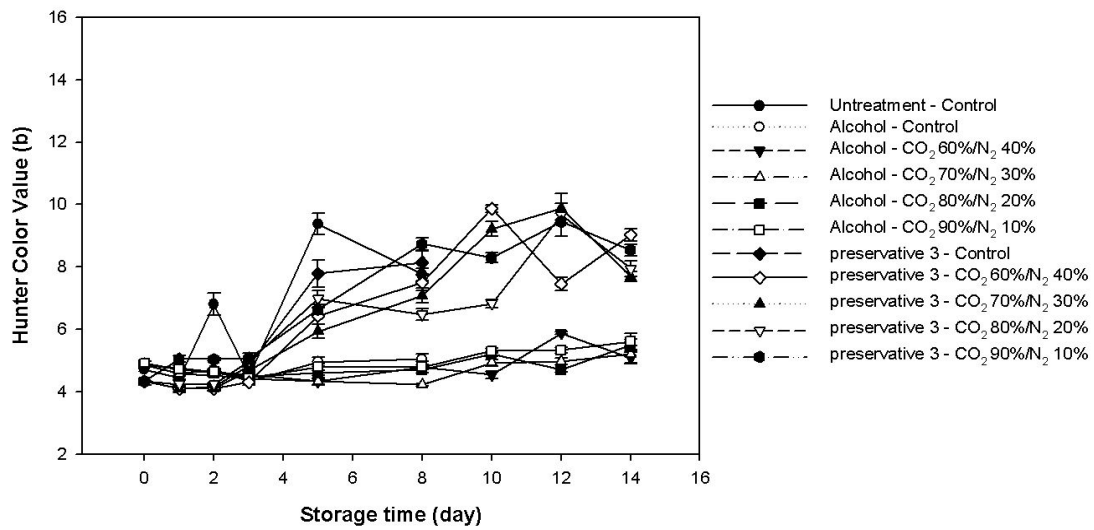 16
14
12
10
8
6
4
2
Hunter Color Value (b)
0 2 4 6 8 10 12 14 16
Storage time (day)
Untreatment - Control
Alcohol - Control
Alcohol - CO₂ 60%/N₂ 40%
Alcohol - CO₂ 70%/N₂ 30%
Alcohol - CO₂ 80%/N₂ 20%
Alcohol - CO₂ 90%/N₂ 10%
preservative 3 - Control
preservative 3 - CO₂ 60%/N₂ 40%
preservative 3 - CO₂ 70%/N₂ 30%
preservative 3 - CO₂ 80%/N₂ 20%
preservative 3 - CO₂ 90%/N₂ 10%